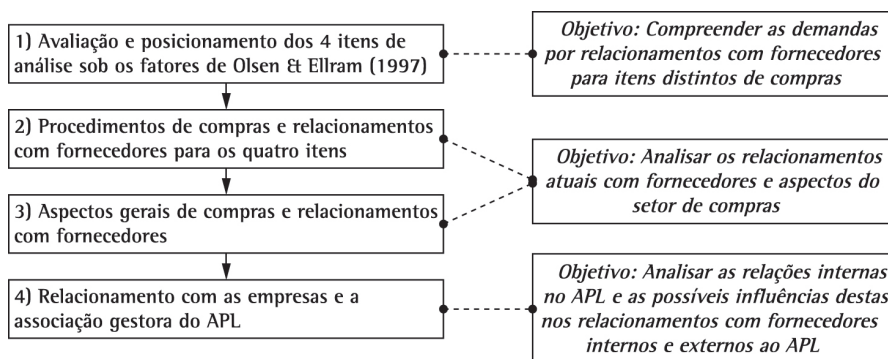 1) Avaliação e posicionamento dos 4 itens de
análise sob os fatores de Olsen & Ellram (1997)
Objetivo: Compreender as demandas
por relacionamentos com fornecedores
para itens distintos de compras
2) Procedimentos de compras e relacionamentos
com fornecedores para os quatro itens
3) Aspectos gerais de compras e relacionamentos
com fornecedores
Objetivo: Analisar os relacionamentos
atuais com fornecedores e aspectos do
setor de compras
4) Relacionamento com as empresas e a
associação gestora do APL
Objetivo: Analisar as relações internas
no APL e as possíveis influências destas
nos relacionamentos com fornecedores
internos e externos ao APL